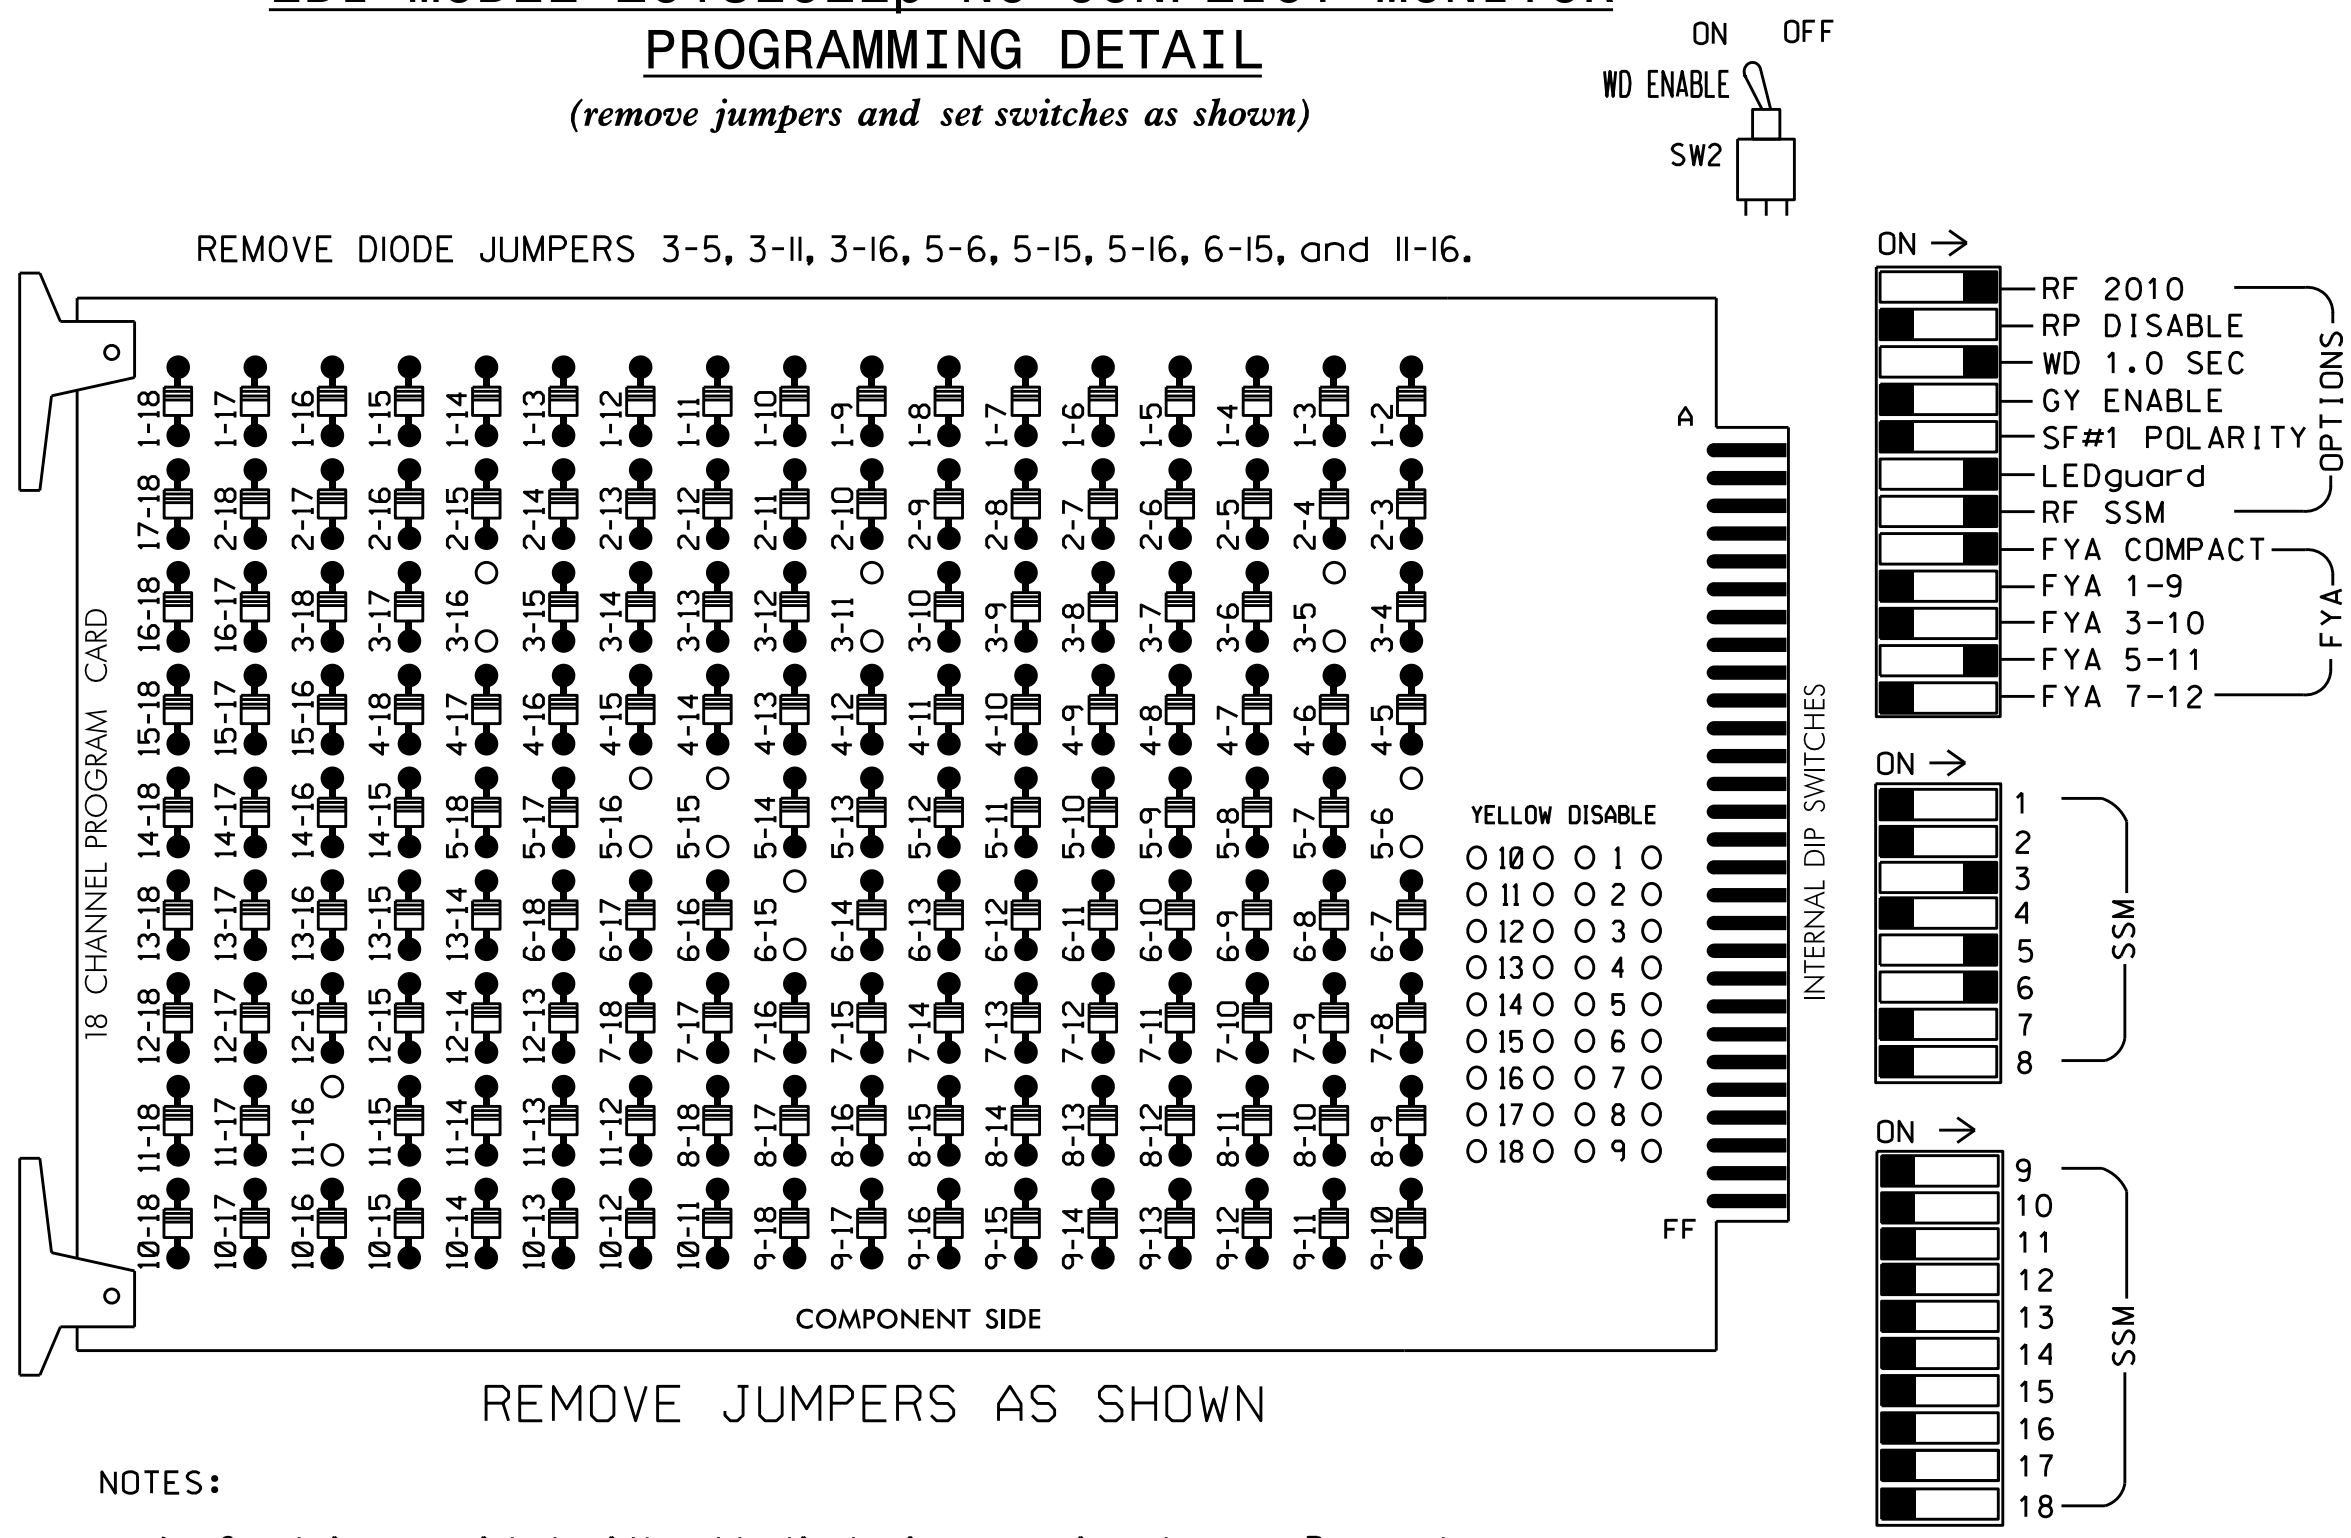 PROGRAMMING DETAIL
(remove jumpers and set switches as shown)
ON OFF
WD ENABLE
SW2
REMOVE DIODE JUMPERS 3-5, 3-11, 3-16, 5-6, 5-15, 5-16, 6-15, and 11-16.
18 CHANNEL PROGRAM CARD
1-18 1-17 1-16 1-15 1-14 1-13 1-12 1-11 1-10 1-9 1-8 1-7 1-6 1-5 1-4 1-3 1-2
17-18 2-18 2-17 2-16 2-15 2-14 2-13 2-12 2-11 2-10 2-9 2-8 2-7 2-6 2-5 2-4 2-3
16-18 16-17 3-18 3-17 3-16 3-15 3-14 3-13 3-12 3-11 3-10 3-9 3-8 3-7 3-6 3-5 3-4
15-18 15-17 15-16 4-18 4-17 4-16 4-15 4-14 4-13 4-12 4-11 4-10 4-9 4-8 4-7 4-6 4-5
14-18 14-17 14-16 14-15 5-18 5-17 5-16 5-15 5-14 5-13 5-12 5-11 5-10 5-9 5-8 5-7 5-6
13-18 13-17 13-16 13-15 13-14 6-18 6-17 6-16 6-15 6-14 6-13 6-12 6-11 6-10 6-9 6-8 6-7
12-18 12-17 12-16 12-15 12-14 12-13 7-18 7-17 7-16 7-15 7-14 7-13 7-12 7-11 7-10 7-9 7-8
11-18 11-17 11-16 11-15 11-14 11-13 11-12 8-18 8-17 8-16 8-15 8-14 8-13 8-12 8-11 8-10 8-9
10-18 10-17 10-16 10-15 10-14 10-13 10-12 10-11 9-18 9-17 9-16 9-15 9-14 9-13 9-12 9-11 9-10
YELLOW DISABLE
10 1
11 2
12 3
13 4
14 5
15 6
16 7
17 8
18 9
A
FF
INTERNAL DIP SWITCHES
COMPONENT SIDE
REMOVE JUMPERS AS SHOWN
ON
RF 2010
RP DISABLE
WD 1.0 SEC
GY ENABLE
SF#1 POLARITY
LEDguard
RF SSM
OPTIONS
FYA COMPACT
FYA 1-9
FYA 3-10
FYA 5-11
FYA 7-12
FYA
ON
1
2
3
4
5
6
7
8
SSM
ON
9
10
11
12
13
14
15
16
17
18
SSM
NOTES: